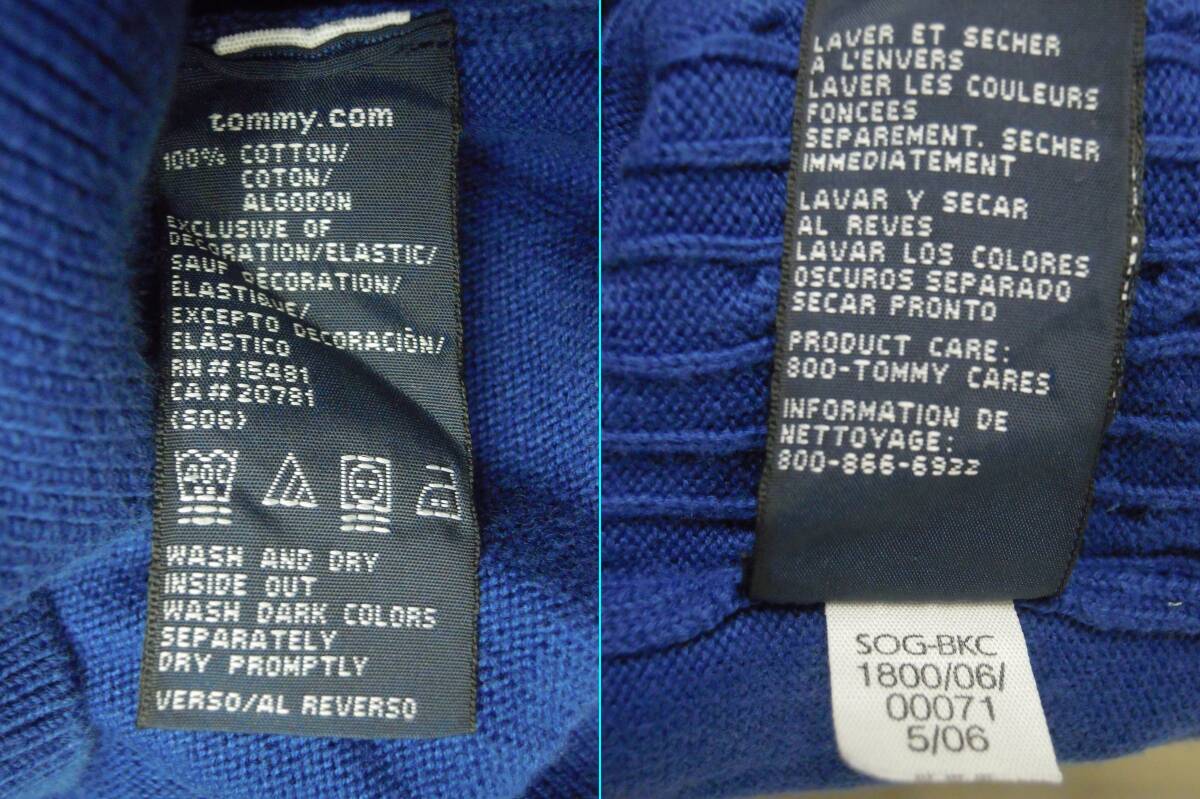 tommy.com
100% COTTON/
COTON/
ALGODON
EXCLUSIVE OF
DECORATION/ELASTIC/
SAUF DÉCORATION/
ÉLASTIQUE/
EXCEPTO DECORACIÓN/
ELÁSTICO
RN#15481
CA#20781
(SOG)
40°
WASH AND DRY
INSIDE OUT
WASH DARK COLORS
SEPARATELY
DRY PROMPTLY
VERSO/AL REVERSO
LAVER ET SECHER
A L'ENVERS
LAVER LES COULEURS
FONCEES
SEPAREMENT. SECHER
IMMEDIATEMENT
LAVAR Y SECAR
AL REVES
LAVAR LOS COLORES
OSCUROS SEPARADO
SECAR PRONTO
PRODUCT CARE:
800-TOMMY CARES
INFORMATION DE
NETTOYAGE:
800-866-6922
SOG-BKC
1800/06/
00071
5/06